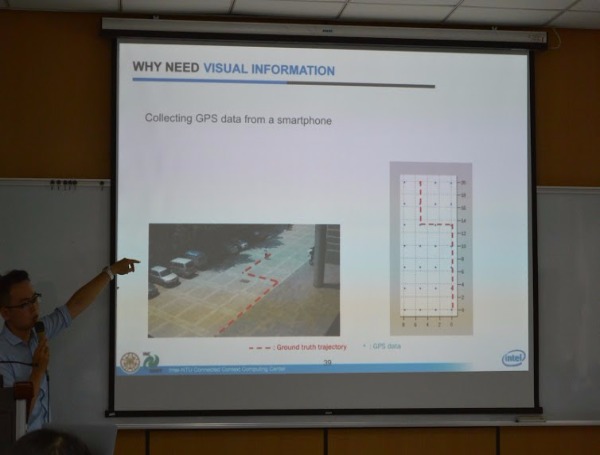 WHY NEED VISUAL INFORMATION
Collecting GPS data from a smartphone
Ground truth trajectory
: GPS data
39
Intel-NTU Connected Context Computing Center
intel